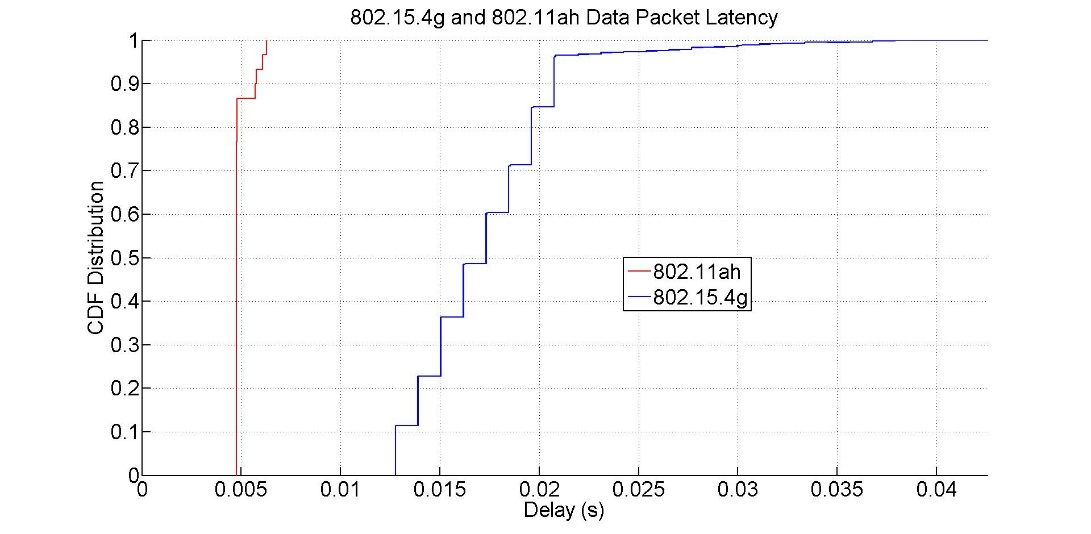 802.15.4g and 802.11ah Data Packet Latency
1
0.9
0.8
0.7
0.6
0.5
0.4
0.3
0.2
0.1
0
CDF Distribution
802.11ah
802.15.4g
0 0.005 0.01 0.015 0.02 0.025 0.03 0.035 0.04
Delay (s)